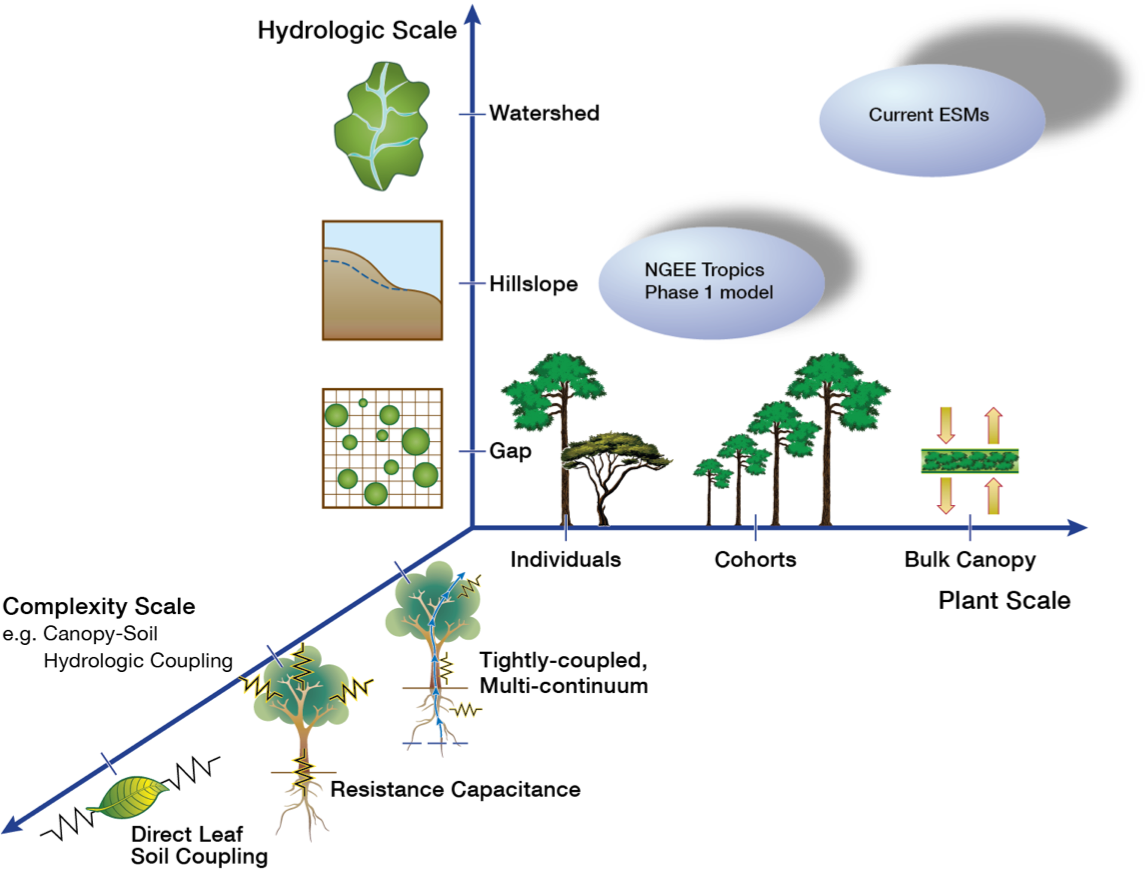 Hydrologic Scale
Watershed
Current ESMs
Hillslope
NGEE Tropics
Phase 1 model
Gap
Individuals
Cohorts
Bulk Canopy
Plant Scale
Complexity Scale
e.g. Canopy-Soil
Hydrologic Coupling
Tightly-coupled,
Multi-continuum
Resistance Capacitance
Direct Leaf
Soil Coupling